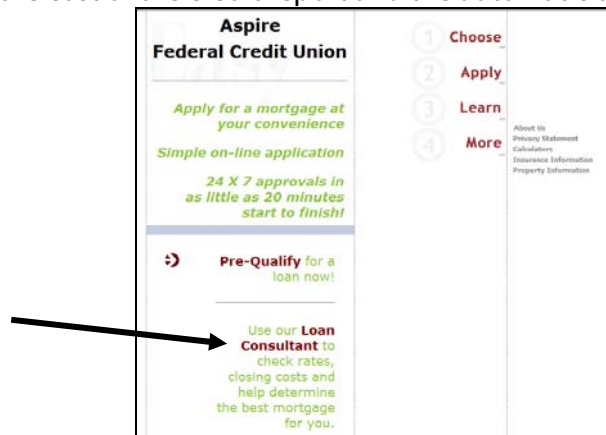 Aspire
Federal Credit Union
Apply for a mortgage at
your convenience
Simple on-line application
24 X 7 approvals in
as little as 20 minutes
start to finish!
Pre-Qualify for a
loan now!
Use our Loan
Consultant to
check rates,
closing costs and
help determine
the best mortgage
for you.
1 Choose
2 Apply
3 Learn
4 More
About Us
Privacy Statement
Calculators
Insurance Information
Property Information